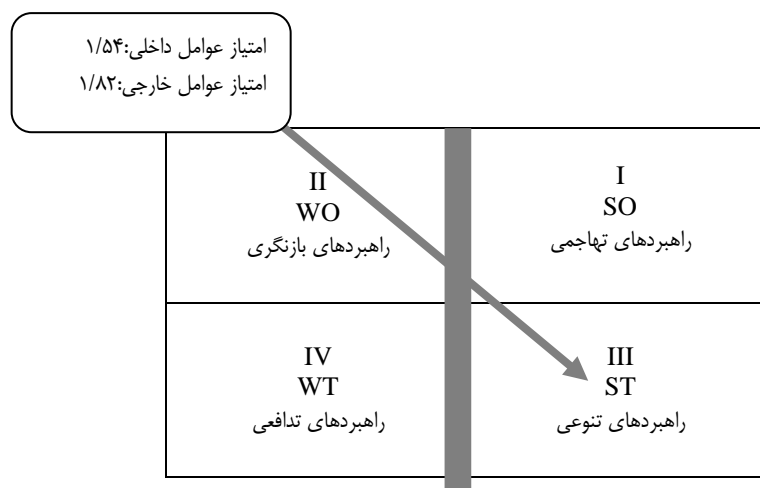 امتیاز عوامل داخلی:۱/۵۴
امتیاز عوامل خارجی:۱/۸۲
I
SO
راهبردهای تهاجمی
II
WO
راهبردهای بازنگری
III
ST
راهبردهای تنوعی
IV
WT
راهبردهای تدافعی